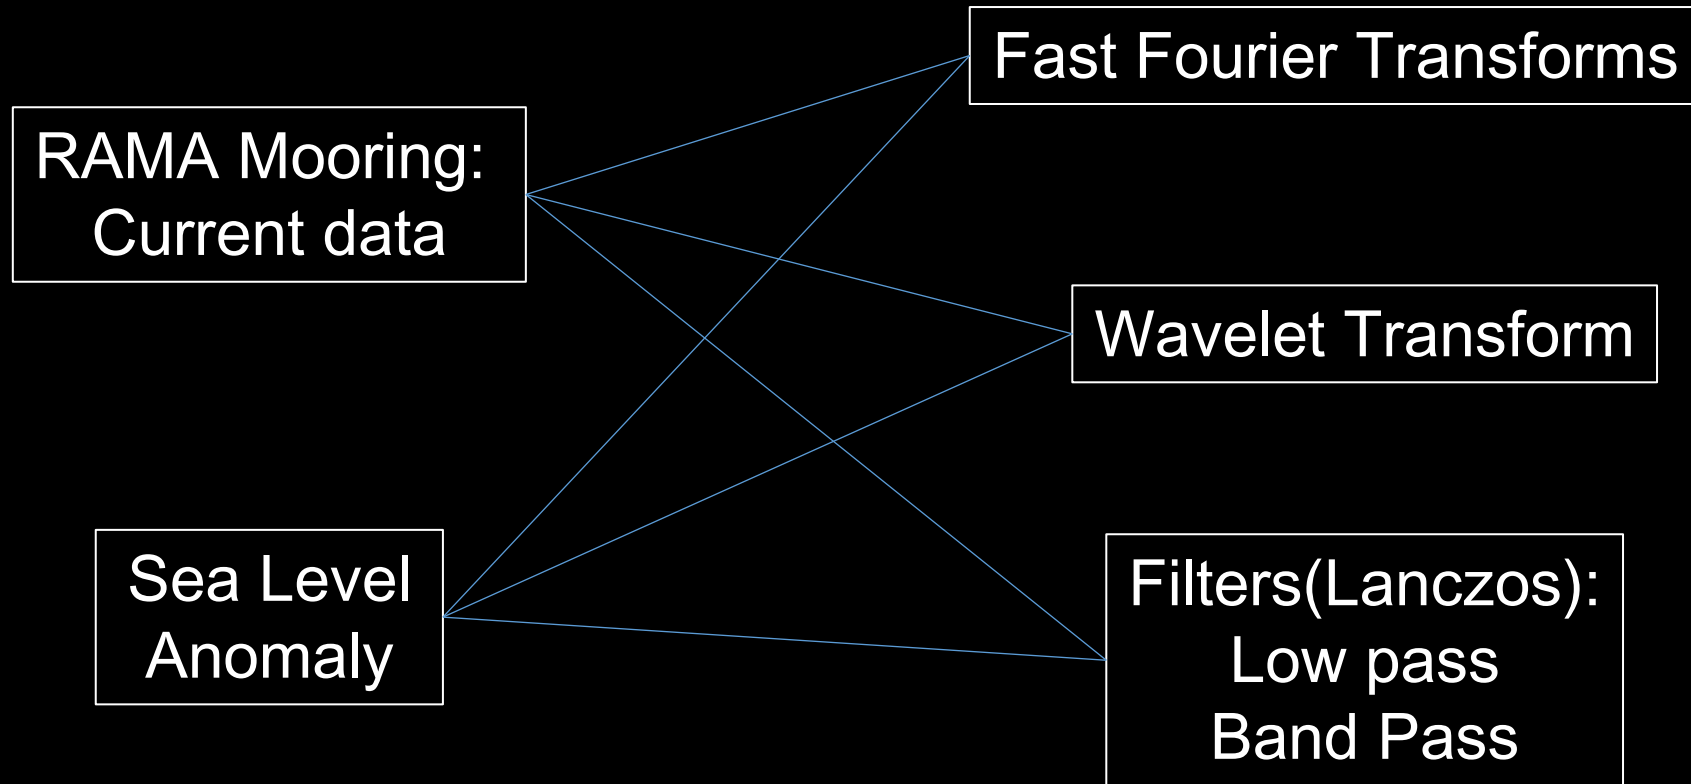 Fast Fourier Transforms
RAMA Mooring:
Current data
Wavelet Transform
Sea Level
Anomaly
Filters(Lanczos):
Low pass
Band Pass